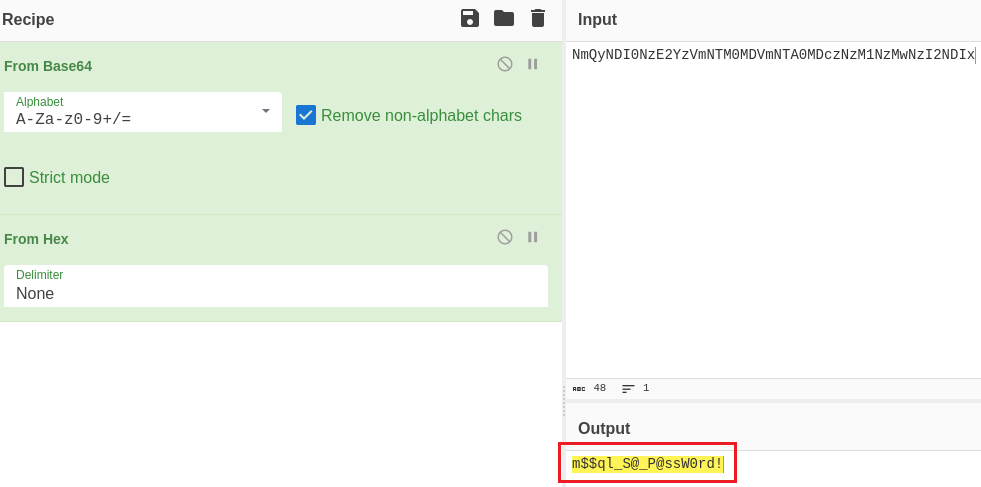 Recipe
From Base64
Alphabet
A-Za-z0-9+/=
Remove non-alphabet chars
Strict mode
From Hex
Delimiter
None
Input
NmQyNDI0NzE2YzVmNTM0MDVmNTA0MDczNzM1NzMwNzI2NDIx
ABC 48 1
Output
m$$ql_S@_P@ssW0rd!